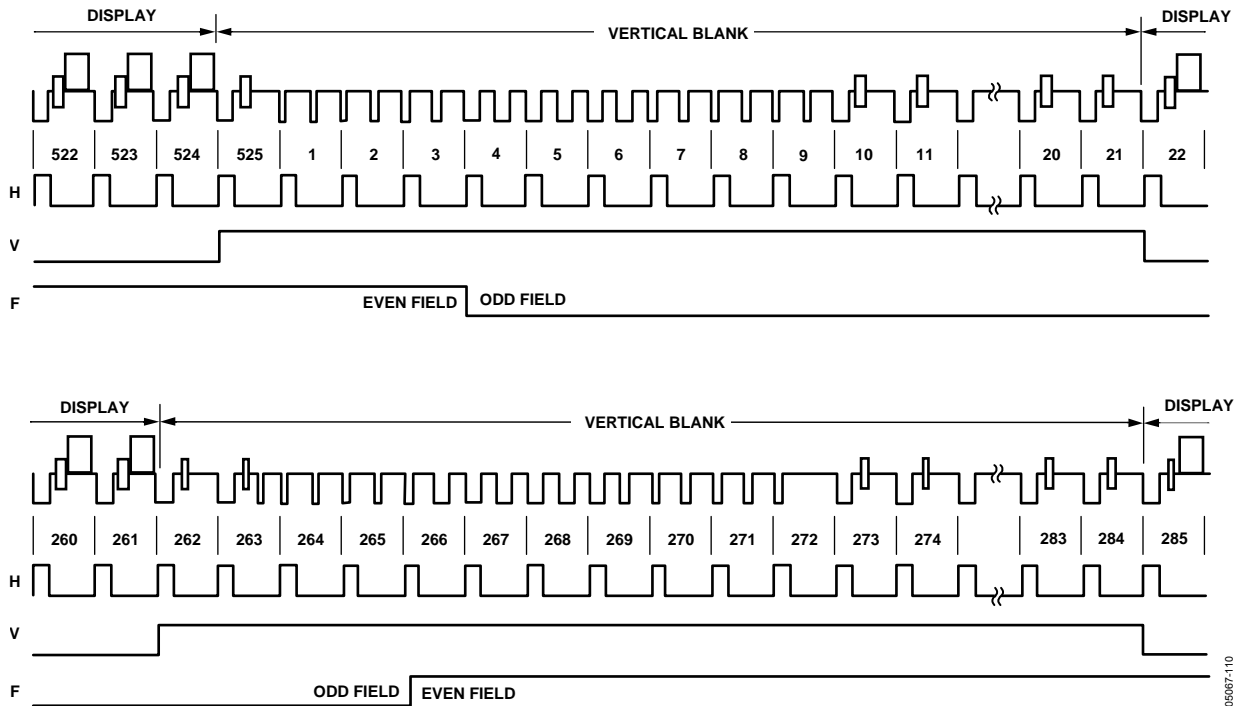 DISPLAY VERTICAL BLANK DISPLAY
522 523 524 525 1 2 3 4 5 6 7 8 9 10 11 20 21 22
H
V
F EVEN FIELD ODD FIELD
DISPLAY VERTICAL BLANK DISPLAY
260 261 262 263 264 265 266 267 268 269 270 271 272 273 274 283 284 285
H
V
F ODD FIELD EVEN FIELD
05067-110